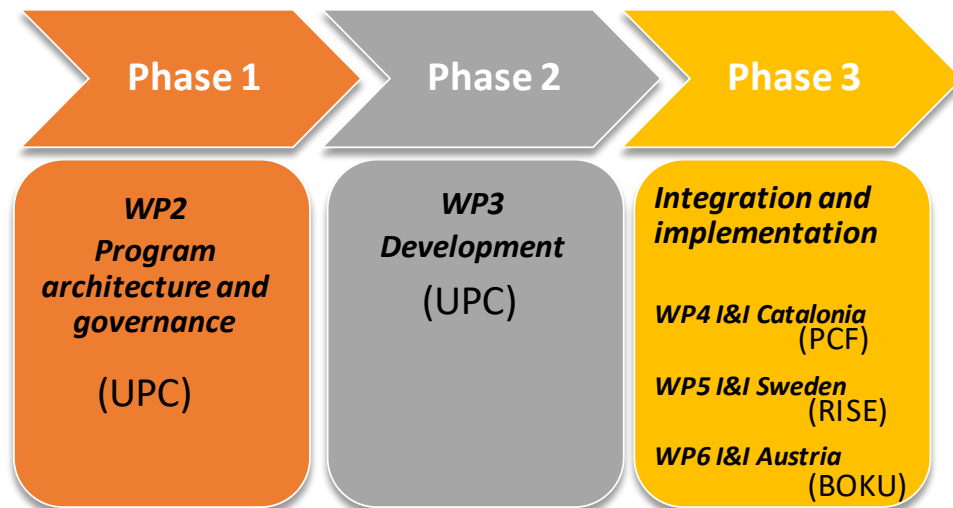 Phase 1
Phase 2
Phase 3
WP2
Program
architecture and
governance
(UPC)
WP3
Development
(UPC)
Integration and
implementation
WP4 I&I Catalonia
(PCF)
WP5 I&I Sweden
(RISE)
WP6 I&I Austria
(BOKU)